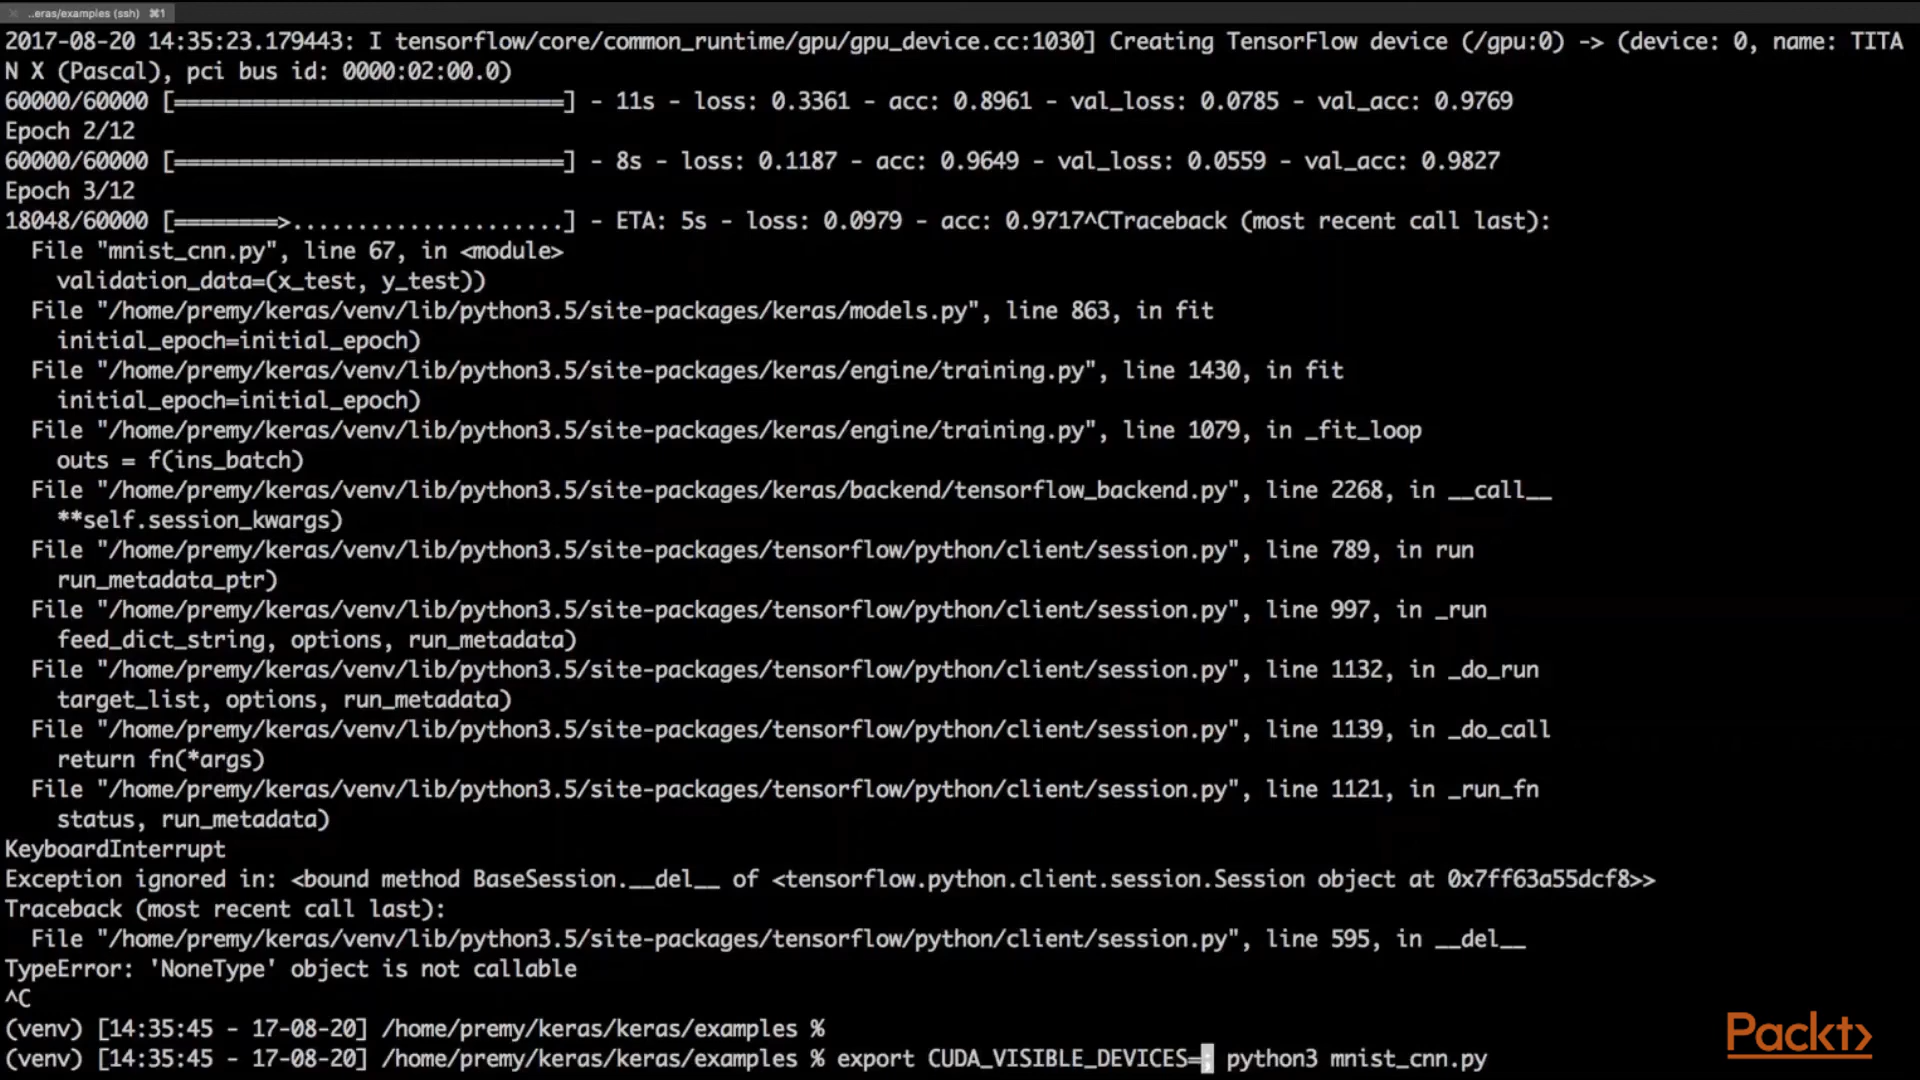 ..eras/examples (ssh) ⌘1
2017-08-20 14:35:23.179443: I tensorflow/core/common_runtime/gpu/gpu_device.cc:1030] Creating TensorFlow device (/gpu:0) -> (device: 0, name: TITA
N X (Pascal), pci bus id: 0000:02:00.0)
60000/60000 [==============================] - 11s - loss: 0.3361 - acc: 0.8961 - val_loss: 0.0785 - val_acc: 0.9769
Epoch 2/12
60000/60000 [==============================] - 8s - loss: 0.1187 - acc: 0.9649 - val_loss: 0.0559 - val_acc: 0.9827
Epoch 3/12
18048/60000 [========>.....................] - ETA: 5s - loss: 0.0979 - acc: 0.9717^CTraceback (most recent call last):
  File "mnist_cnn.py", line 67, in <module>
    validation_data=(x_test, y_test))
  File "/home/premy/keras/venv/lib/python3.5/site-packages/keras/models.py", line 863, in fit
    initial_epoch=initial_epoch)
  File "/home/premy/keras/venv/lib/python3.5/site-packages/keras/engine/training.py", line 1430, in fit
    initial_epoch=initial_epoch)
  File "/home/premy/keras/venv/lib/python3.5/site-packages/keras/engine/training.py", line 1079, in _fit_loop
    outs = f(ins_batch)
  File "/home/premy/keras/venv/lib/python3.5/site-packages/keras/backend/tensorflow_backend.py", line 2268, in __call__
    **self.session_kwargs)
  File "/home/premy/keras/venv/lib/python3.5/site-packages/tensorflow/python/client/session.py", line 789, in run
    run_metadata_ptr)
  File "/home/premy/keras/venv/lib/python3.5/site-packages/tensorflow/python/client/session.py", line 997, in _run
    feed_dict_string, options, run_metadata)
  File "/home/premy/keras/venv/lib/python3.5/site-packages/tensorflow/python/client/session.py", line 1132, in _do_run
    target_list, options, run_metadata)
  File "/home/premy/keras/venv/lib/python3.5/site-packages/tensorflow/python/client/session.py", line 1139, in _do_call
    return fn(*args)
  File "/home/premy/keras/venv/lib/python3.5/site-packages/tensorflow/python/client/session.py", line 1121, in _run_fn
    status, run_metadata)
KeyboardInterrupt
Exception ignored in: <bound method BaseSession.__del__ of <tensorflow.python.client.session.Session object at 0x7ff63a55dcf8>>
Traceback (most recent call last):
  File "/home/premy/keras/venv/lib/python3.5/site-packages/tensorflow/python/client/session.py", line 595, in __del__
TypeError: 'NoneType' object is not callable
^C
(venv) [14:35:45 - 17-08-20] /home/premy/keras/keras/examples %
(venv) [14:35:45 - 17-08-20] /home/premy/keras/keras/examples % export CUDA_VISIBLE_DEVICES=; python3 mnist_cnn.py
Packt>